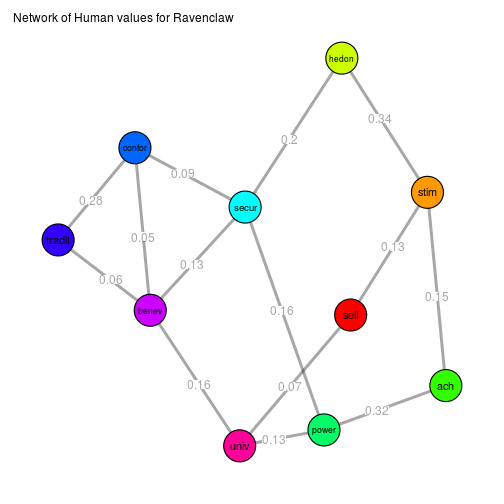 Network of Human values for Ravenclaw
hedon
0.34
0.2
confor
0.09
0.28
stim
secur
tradit
0.05
0.13
0.13
0.06
benev
0.16
0.15
self
0.16
0.07
ach
0.32
power
0.13
univ